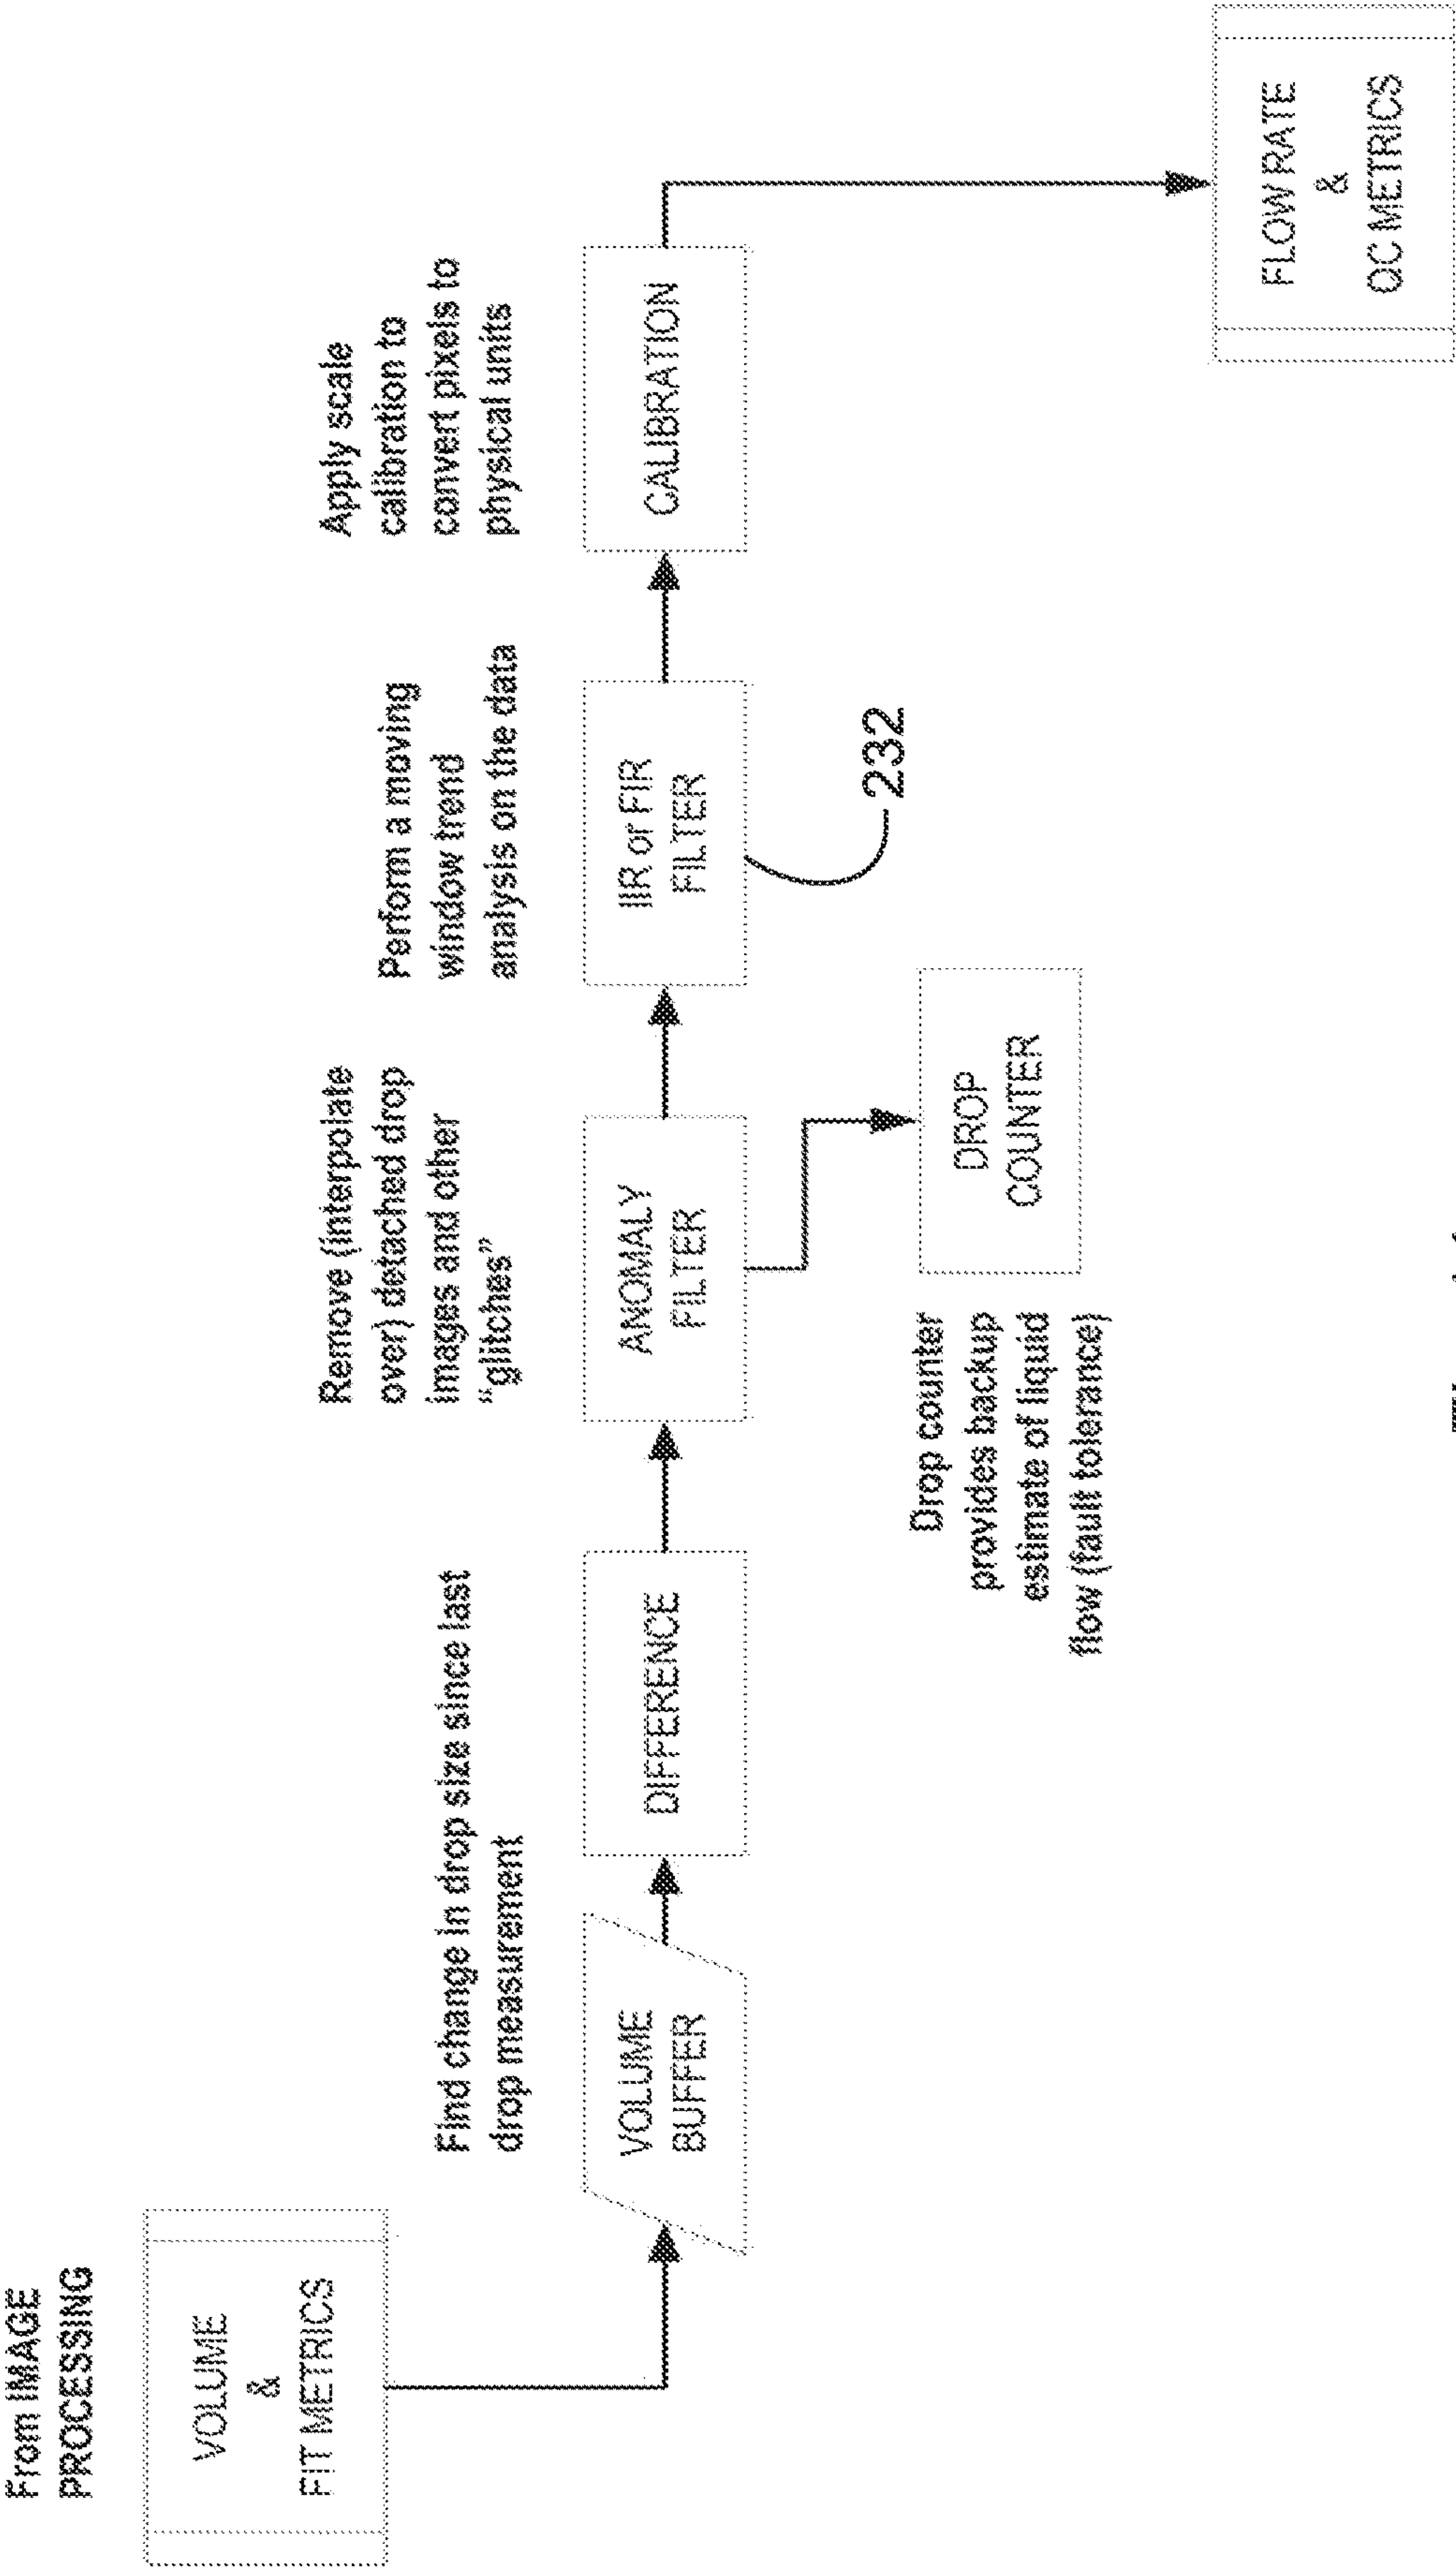 From IMAGE
PROCESSING
VOLUME
&
FIT METRICS
Find change in drop size since last
drop measurement
VOLUME
BUFFER
DIFFERENCE
Remove (interpolate
over) detached drop
images and other
“glitches”
ANOMALY
FILTER
Drop counter
provides backup
estimate of liquid
flow (fault tolerance)
DROP
COUNTER
Perform a moving
window trend
analysis on the data
IIR or FIR
FILTER
232
Apply scale
calibration to
convert pixels to
physical units
CALIBRATION
FLOW RATE
&
QC METRICS